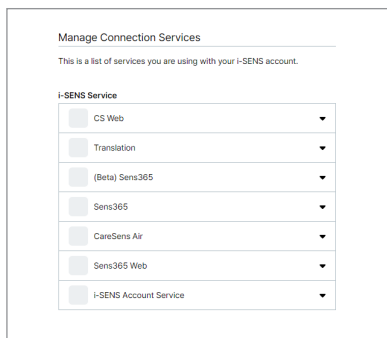 Manage Connection Services
This is a list of services you are using with your i-SENS account.
i-SENS Service
CS Web
Translation
(Beta) Sens365
Sens365
CareSens Air
Sens365 Web
i-SENS Account Service